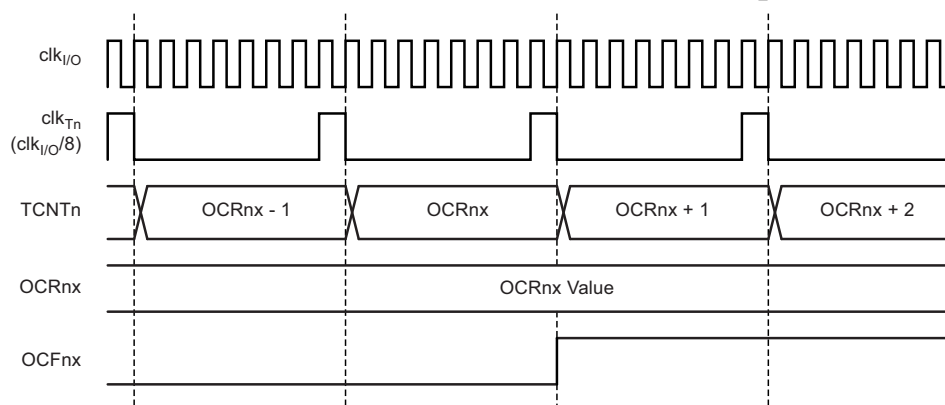 clkI/O
clkTn
(clkI/O/8)
TCNTn OCRnx - 1 OCRnx OCRnx + 1 OCRnx + 2
OCRnx OCRnx Value
OCFnx